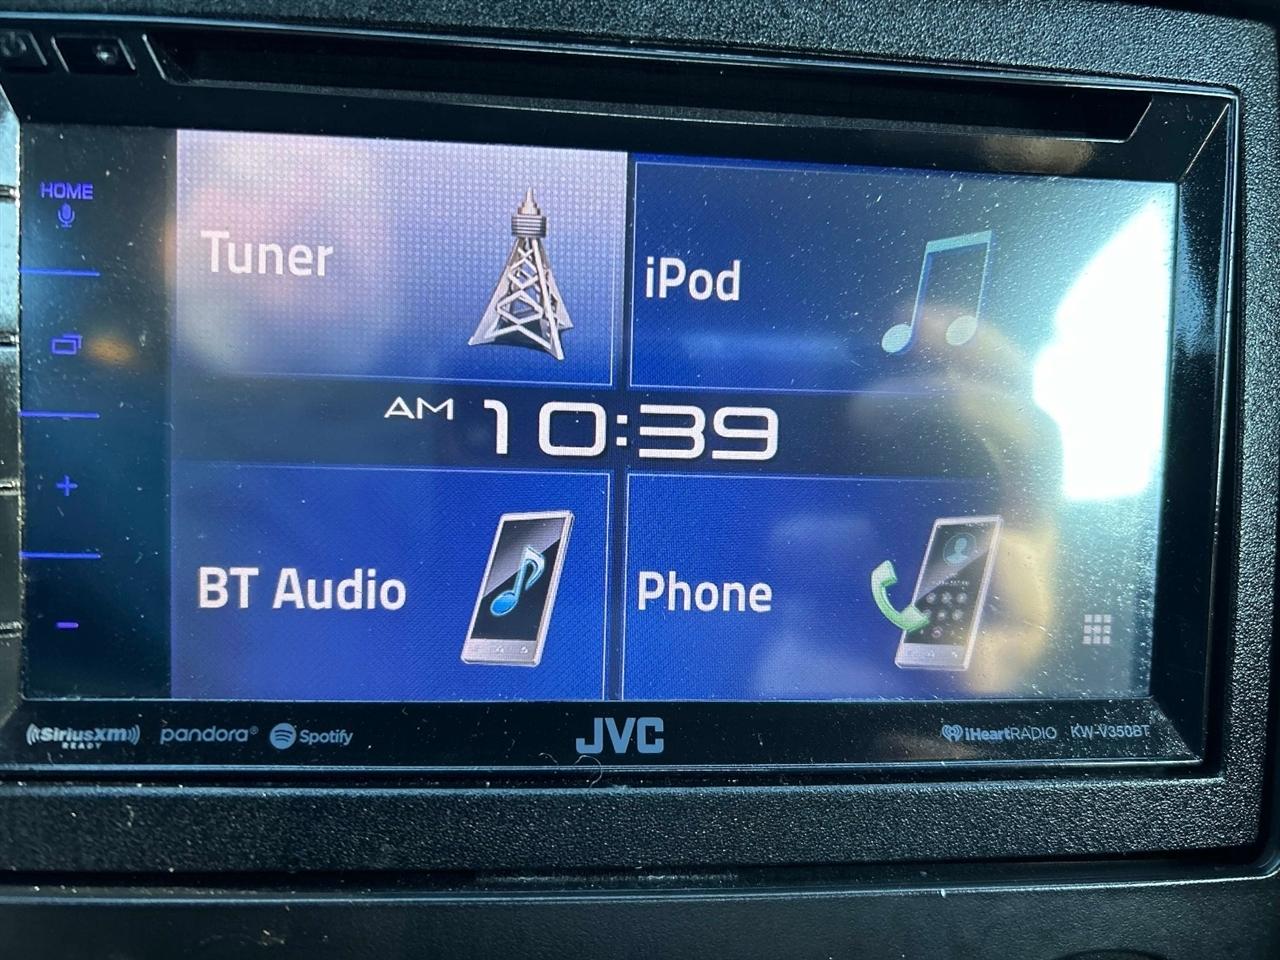 HOME
Tuner
iPod
AM 10:39
+
BT Audio
Phone
-
((SiriusXM))
READY
pandora®
Spotify
JVC
iHeartRADIO
KW-V350BT